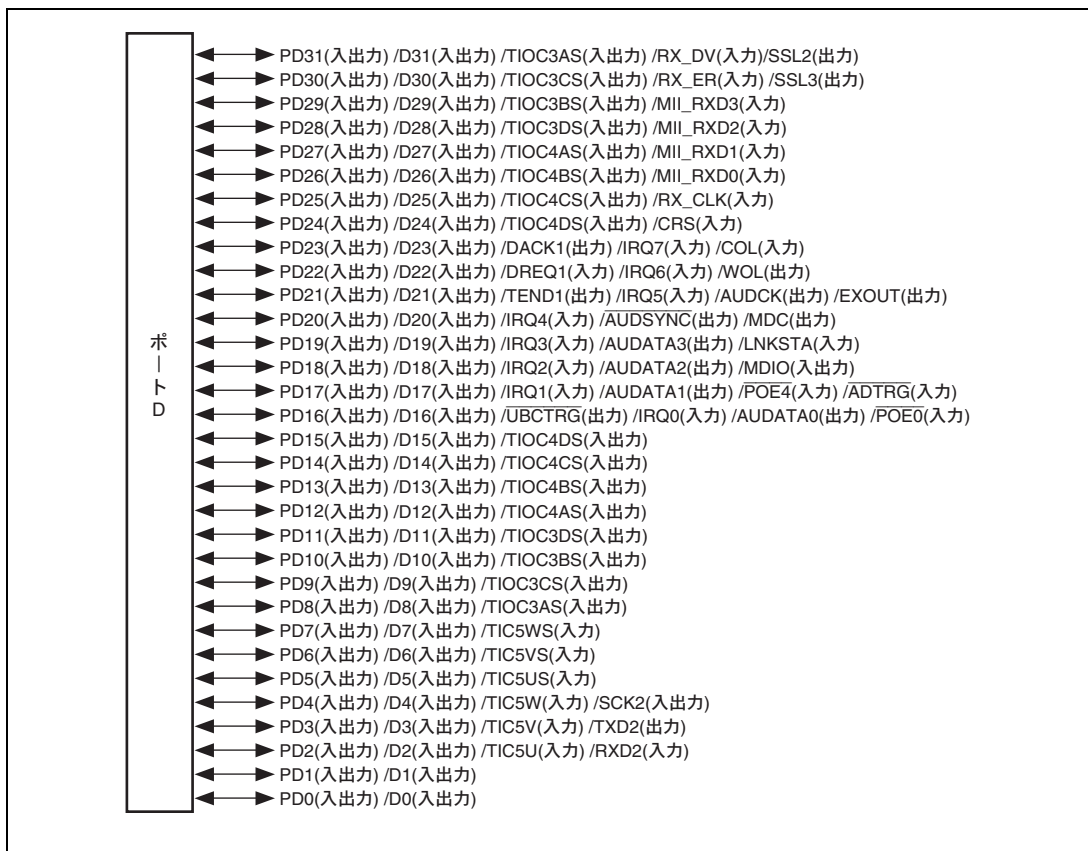 PD31(入出力) /D31(入出力) /TIOC3AS(入出力) /RX_DV(入力)/SSL2(出力)
PD30(入出力) /D30(入出力) /TIOC3CS(入出力) /RX_ER(入力) /SSL3(出力)
PD29(入出力) /D29(入出力) /TIOC3BS(入出力) /MII_RXD3(入力)
PD28(入出力) /D28(入出力) /TIOC3DS(入出力) /MII_RXD2(入力)
PD27(入出力) /D27(入出力) /TIOC4AS(入出力) /MII_RXD1(入力)
PD26(入出力) /D26(入出力) /TIOC4BS(入出力) /MII_RXD0(入力)
PD25(入出力) /D25(入出力) /TIOC4CS(入出力) /RX_CLK(入力)
PD24(入出力) /D24(入出力) /TIOC4DS(入出力) /CRS(入力)
PD23(入出力) /D23(入出力) /DACK1(出力) /IRQ7(入力) /COL(入力)
PD22(入出力) /D22(入出力) /DREQ1(入力) /IRQ6(入力) /WOL(出力)
PD21(入出力) /D21(入出力) /TEND1(出力) /IRQ5(入力) /AUDCK(出力) /EXOUT(出力)
PD20(入出力) /D20(入出力) /IRQ4(入力) /AUDSYNC(出力) /MDC(出力)
PD19(入出力) /D19(入出力) /IRQ3(入力) /AUDATA3(出力) /LNKSTA(入力)
PD18(入出力) /D18(入出力) /IRQ2(入力) /AUDATA2(出力) /MDIO(入出力)
PD17(入出力) /D17(入出力) /IRQ1(入力) /AUDATA1(出力) /POE4(入力) /ADTRG(入力)
PD16(入出力) /D16(入出力) /UBCTRG(出力) /IRQ0(入力) /AUDATA0(出力) /POE0(入力)
PD15(入出力) /D15(入出力) /TIOC4DS(入出力)
PD14(入出力) /D14(入出力) /TIOC4CS(入出力)
PD13(入出力) /D13(入出力) /TIOC4BS(入出力)
PD12(入出力) /D12(入出力) /TIOC4AS(入出力)
PD11(入出力) /D11(入出力) /TIOC3DS(入出力)
PD10(入出力) /D10(入出力) /TIOC3BS(入出力)
PD9(入出力) /D9(入出力) /TIOC3CS(入出力)
PD8(入出力) /D8(入出力) /TIOC3AS(入出力)
PD7(入出力) /D7(入出力) /TIC5WS(入力)
PD6(入出力) /D6(入出力) /TIC5VS(入力)
PD5(入出力) /D5(入出力) /TIC5US(入力)
PD4(入出力) /D4(入出力) /TIC5W(入力) /SCK2(入出力)
PD3(入出力) /D3(入出力) /TIC5V(入力) /TXD2(出力)
PD2(入出力) /D2(入出力) /TIC5U(入力) /RXD2(入力)
PD1(入出力) /D1(入出力)
PD0(入出力) /D0(入出力)
ポートD